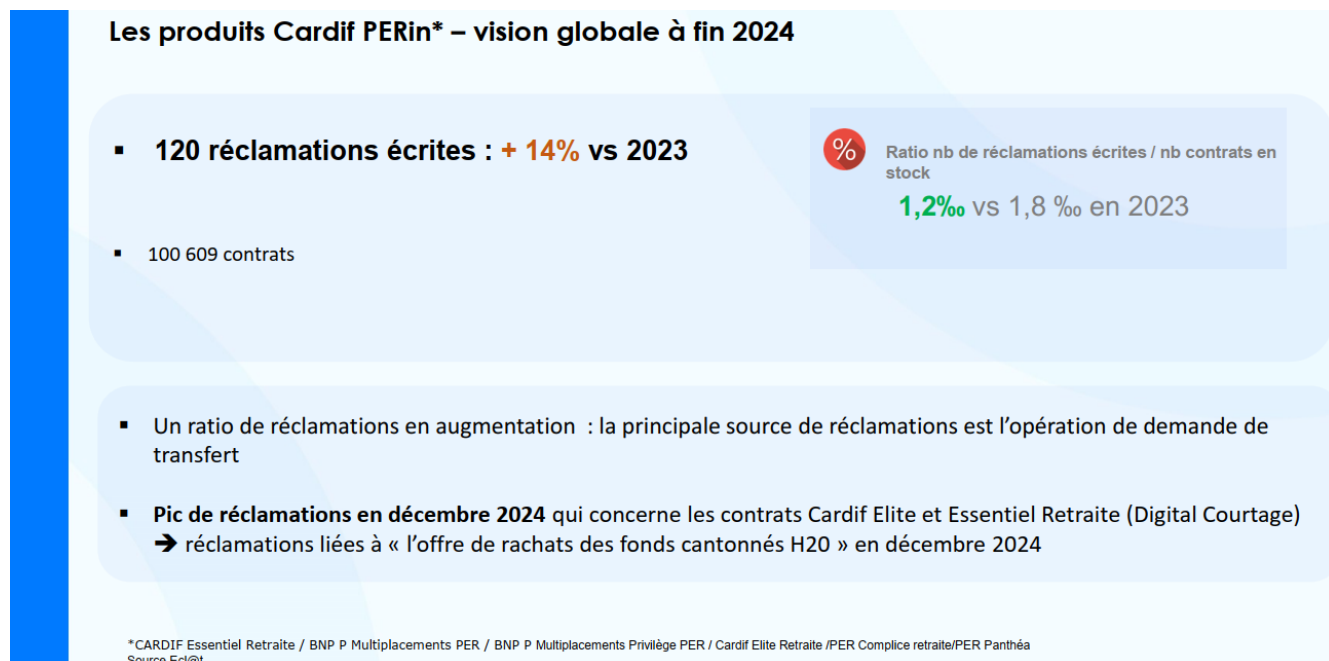 Les produits Cardif PERin* – vision globale à fin 2024
▪ 120 réclamations écrites : + 14% vs 2023
%
Ratio nb de réclamations écrites / nb contrats en
stock
1,2‰ vs 1,8 ‰ en 2023
▪ 100 609 contrats
▪ Un ratio de réclamations en augmentation : la principale source de réclamations est l’opération de demande de
transfert
▪ Pic de réclamations en décembre 2024 qui concerne les contrats Cardif Elite et Essentiel Retraite (Digital Courtage)
➔ réclamations liées à « l’offre de rachats des fonds cantonnés H20 » en décembre 2024
*CARDIF Essentiel Retraite / BNP P Multiplacements PER / BNP P Multiplacements Privilège PER / Cardif Elite Retraite /PER Complice retraite/PER Panthéa
Source Ecl@t